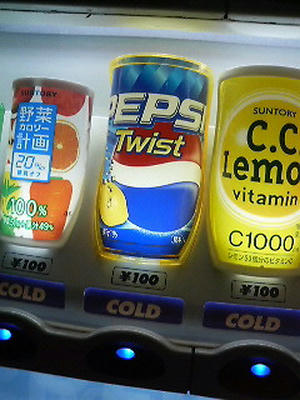 SUNTORY
野菜
カロリー
計画
20%
100%
PEPSI
Twist
SUNTORY
C.C.
Lemon
vitamin
C1000
¥100
¥100
¥100
COLD
COLD
COLD